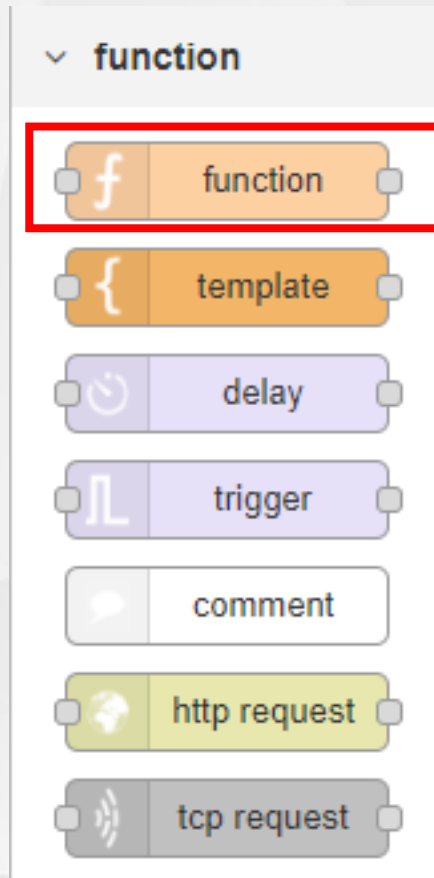 function
function
template
delay
trigger
comment
http request
tcp request